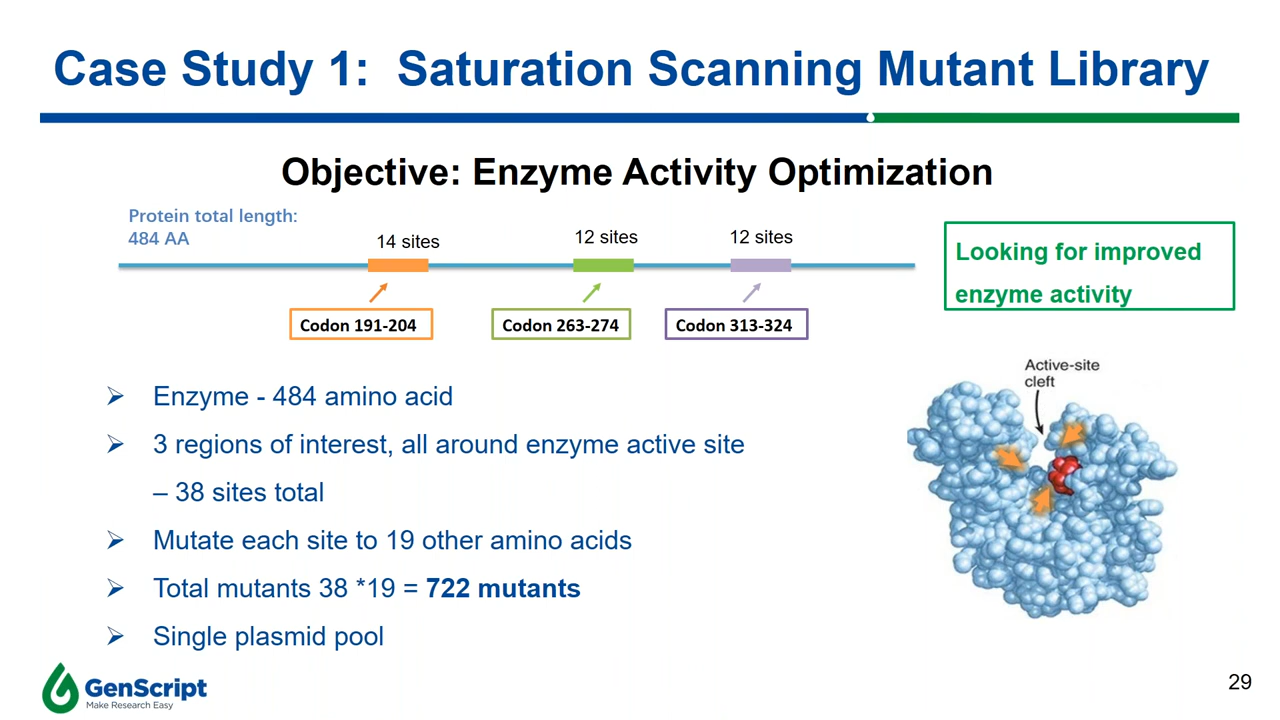 Case Study 1:  Saturation Scanning Mutant Library
Objective: Enzyme Activity Optimization
Protein total length:
484 AA
14 sites
12 sites
12 sites
Codon 191-204
Codon 263-274
Codon 313-324
Looking for improved
enzyme activity
➢ Enzyme - 484 amino acid
➢ 3 regions of interest, all around enzyme active site
– 38 sites total
➢ Mutate each site to 19 other amino acids
➢ Total mutants 38 *19 = 722 mutants
➢ Single plasmid pool
Active-site
cleft
GenScript
Make Research Easy
29